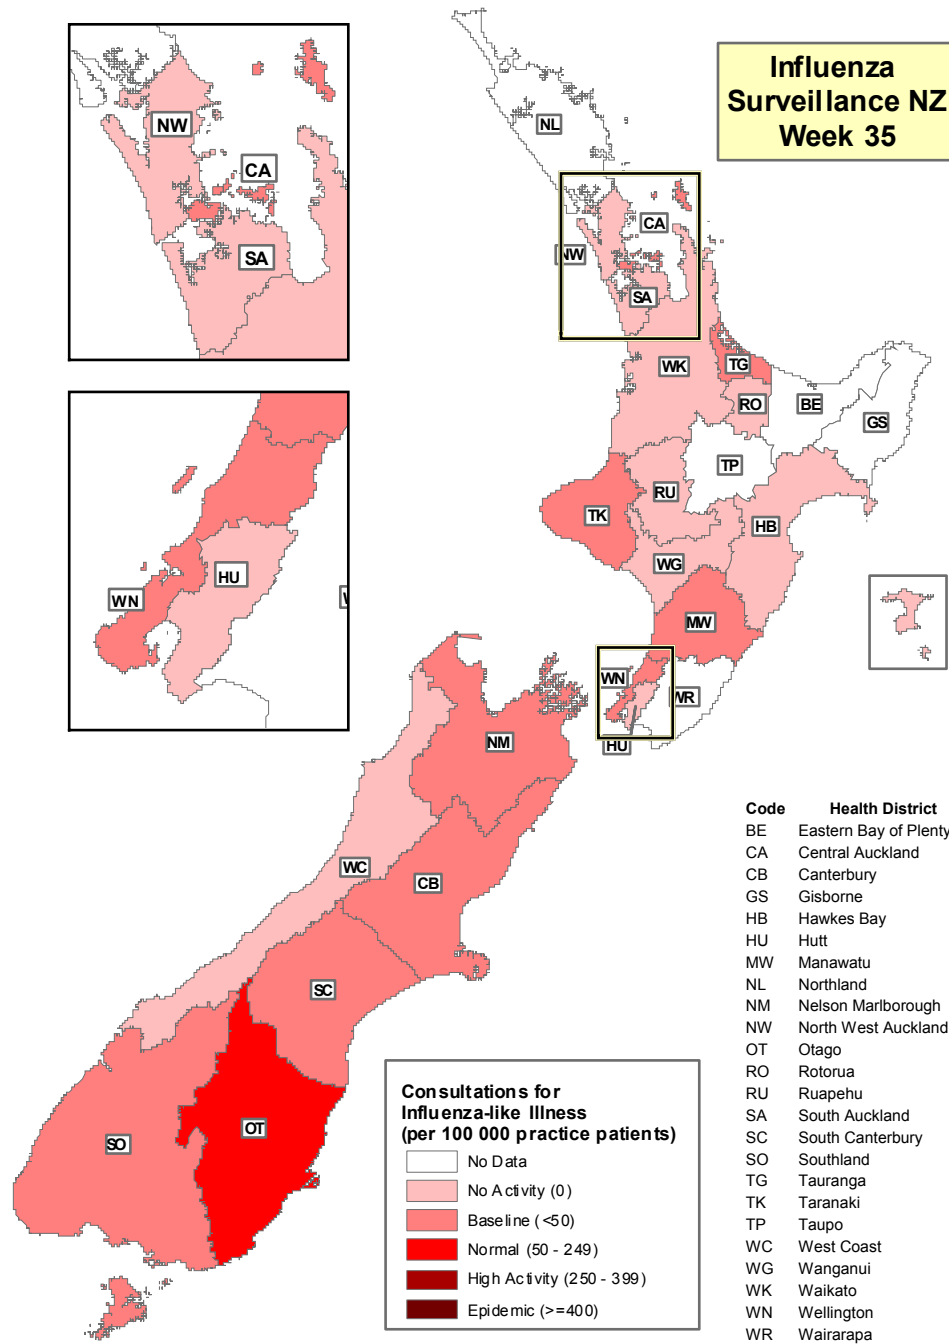 Influenza
Surveillance NZ
Week 35
NW
CA
SA
HU
WN
NL
CA
NW
SA
WK
TG
RO
BE
GS
TP
RU
TK
HB
WG
MW
WN
WR
HU
NM
WC
CB
SC
SO
OT
Consultations for
Influenza-like Illness
(per 100 000 practice patients)
No Data
No Activity (0)
Baseline (<50)
Normal (50 - 249)
High Activity (250 - 399)
Epidemic (>=400)
Code Health District
BE Eastern Bay of Plenty
CA Central Auckland
CB Canterbury
GS Gisborne
HB Hawkes Bay
HU Hutt
MW Manawatu
NL Northland
NM Nelson Marlborough
NW North West Auckland
OT Otago
RO Rotorua
RU Ruapehu
SA South Auckland
SC South Canterbury
SO Southland
TG Tauranga
TK Taranaki
TP Taupo
WC West Coast
WG Wanganui
WK Waikato
WN Wellington
WR Wairarapa